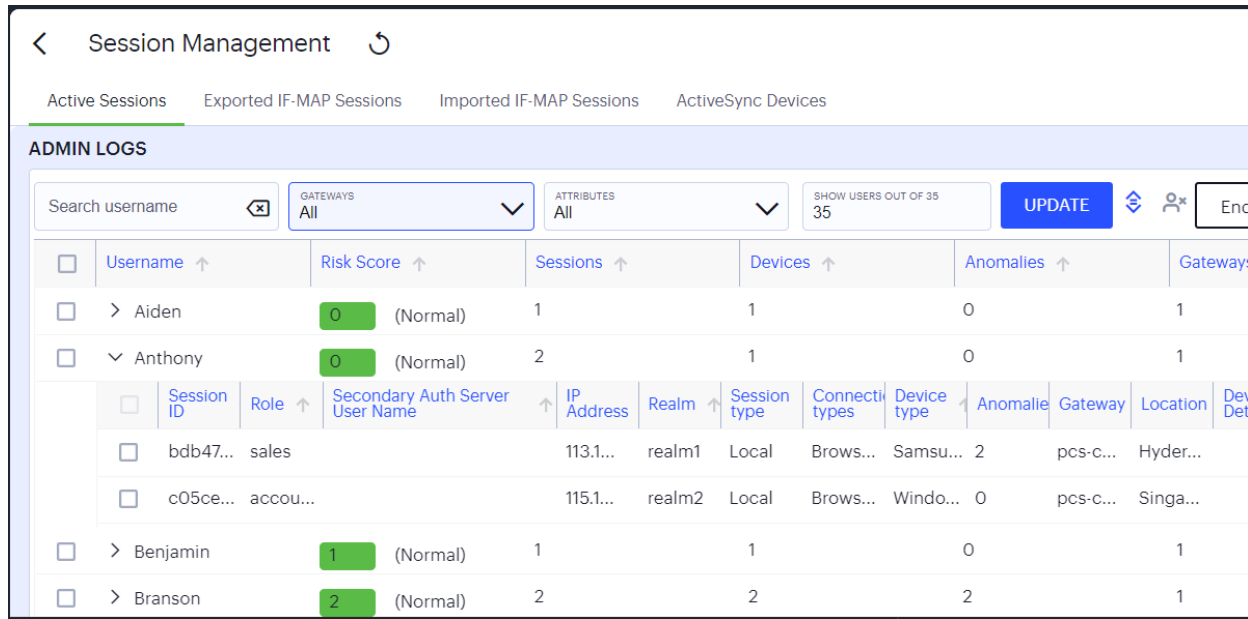 Session Management
Active Sessions Exported IF-MAP Sessions Imported IF-MAP Sessions ActiveSync Devices
ADMIN LOGS
Search username GATEWAYS All ATTRIBUTES All SHOW USERS OUT OF 35 35 UPDATE
Username Risk Score Sessions Devices Anomalies Gateways
Aiden 0 (Normal) 1 1 0 1
Anthony 0 (Normal) 2 1 0 1
Session ID Role Secondary Auth Server User Name IP Address Realm Session type Connecti types Device type Anomalie Gateway Location
bdb47... sales 113.1... realm1 Local Brows... Samsu... 2 pcs-c... Hyder...
c05ce... accou... 115.1... realm2 Local Brows... Windo... 0 pcs-c... Singa...
Benjamin 1 (Normal) 1 1 0 1
Branson 2 (Normal) 2 2 2 1